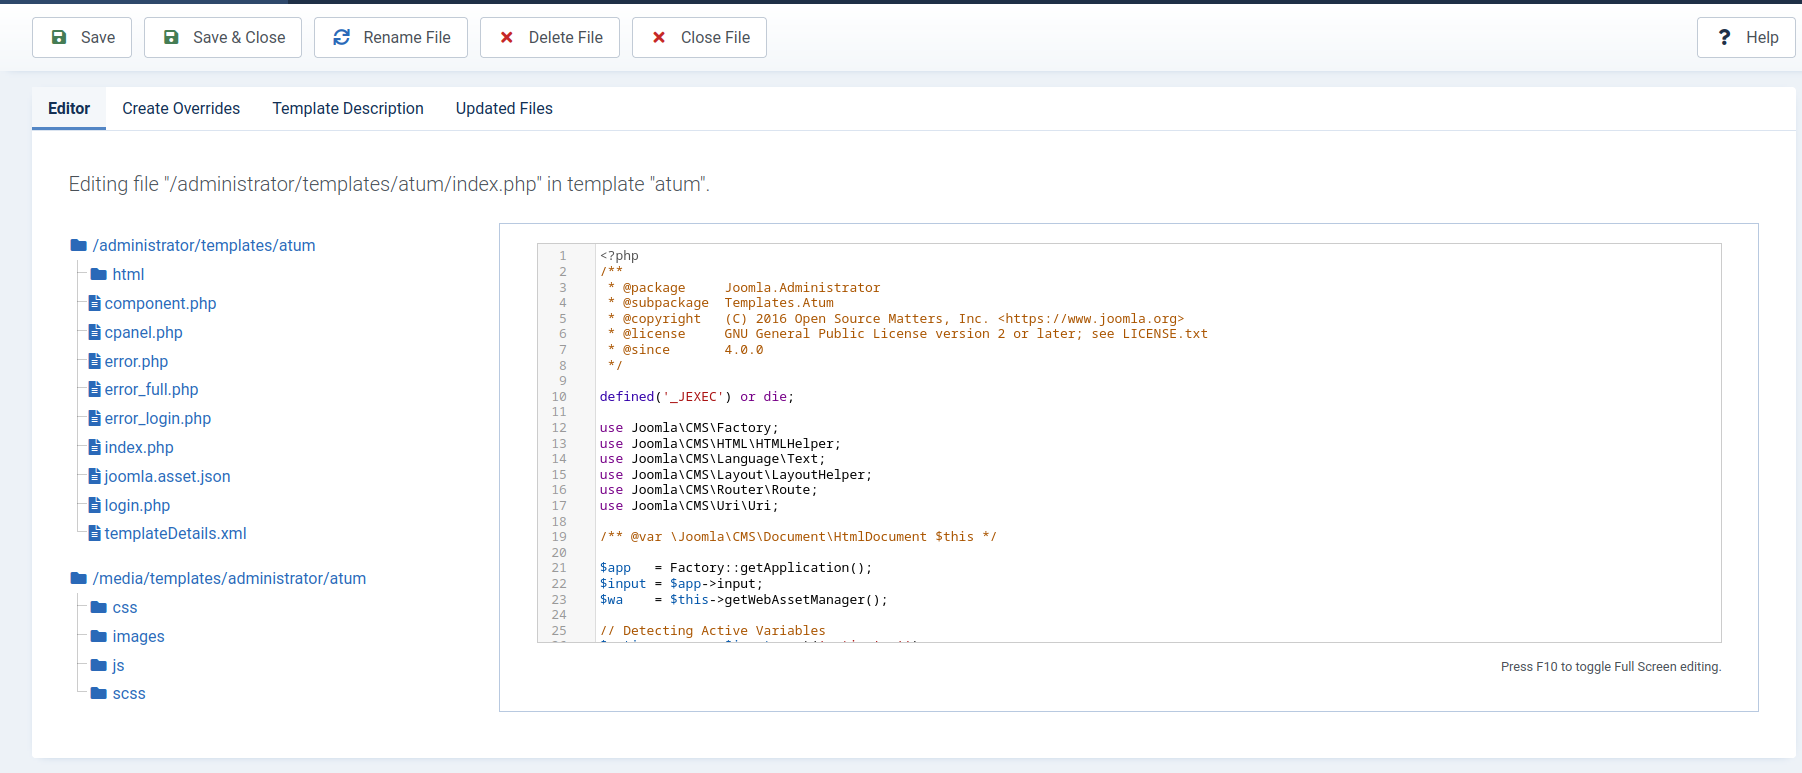 Save
Save & Close
Rename File
Delete File
Close File
Help
Editor
Create Overrides
Template Description
Updated Files
Editing file "/administrator/templates/atum/index.php" in template "atum".
/administrator/templates/atum
html
component.php
cpanel.php
error.php
error_full.php
error_login.php
index.php
joomla.asset.json
login.php
templateDetails.xml
/media/templates/administrator/atum
css
images
js
scss
1 <?php
2 /**
3  * @package     Joomla.Administrator
4  * @subpackage  Templates.Atum
5  * @copyright   (C) 2016 Open Source Matters, Inc. <https://www.joomla.org>
6  * @license     GNU General Public License version 2 or later; see LICENSE.txt
7  * @since       4.0.0
8  */
9
10 defined('_JEXEC') or die;
11
12 use Joomla\CMS\Factory;
13 use Joomla\CMS\HTML\HTMLHelper;
14 use Joomla\CMS\Language\Text;
15 use Joomla\CMS\Layout\LayoutHelper;
16 use Joomla\CMS\Router\Route;
17 use Joomla\CMS\Uri\Uri;
18
19 /** @var \Joomla\CMS\Document\HtmlDocument $this */
20
21 $app   = Factory::getApplication();
22 $input = $app->input;
23 $wa    = $this->getWebAssetManager();
24
25 // Detecting Active Variables
Press F10 to toggle Full Screen editing.